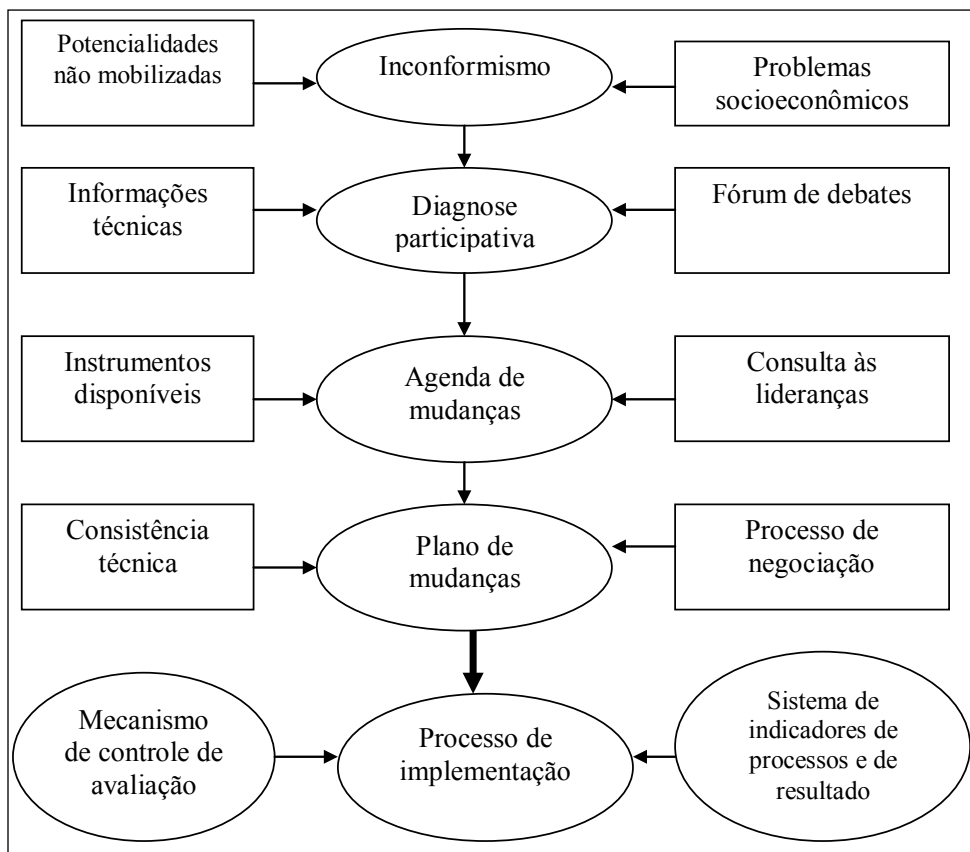 Potencialidades
não mobilizadas
Inconformismo
Problemas
socioeconômicos
Informações
técnicas
Diagnose
participativa
Fórum de debates
Instrumentos
disponíveis
Agenda de
mudanças
Consulta às
lideranças
Consistência
técnica
Plano de
mudanças
Processo de
negociação
Mecanismo
de controle de
avaliação
Processo de
implementação
Sistema de
indicadores de
processos e de
resultado